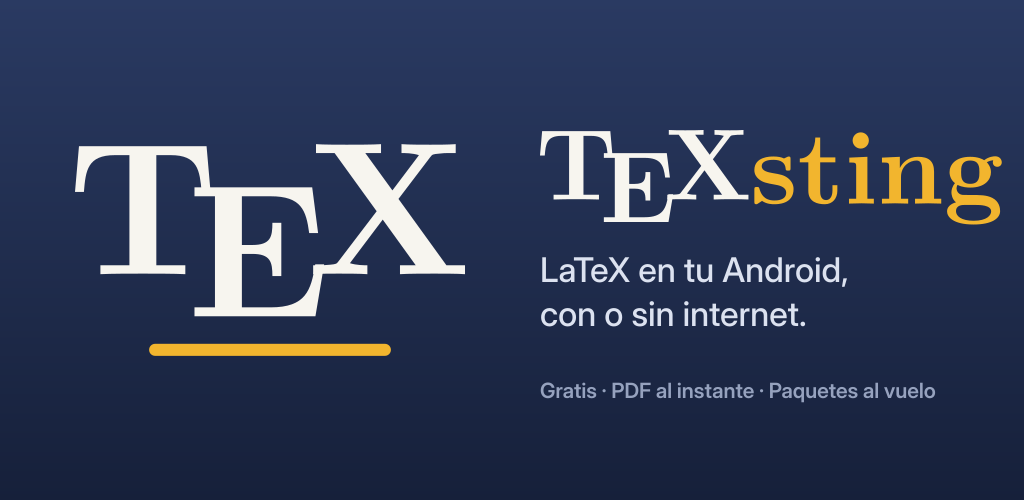 TEX
TEXsting
LaTeX en tu Android,
con o sin internet.
Gratis · PDF al instante · Paquetes al vuelo